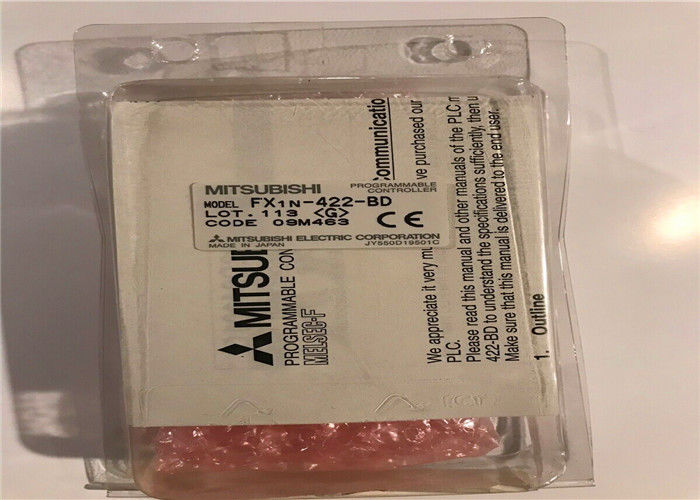 MITSUBISHI
PROGRAMMABLE
CONTROLLER
MODEL FX1N-422-BD
LOT. 113 <G>
CODE 09M463
CE
MITSUBISHI ELECTRIC CORPORATION
MADE IN JAPAN
JY550D19501C
MITSUBI
PROGRAMMABLE CON
MELSEC-F
ommunicatio
We appreciate it very mu
ve purchased our
PLC.
Please read this manual and other manuals of the PLC m
422-BD to understand the specifications sufficiently, then u
Make sure that this manual is delivered to the end user.
1. Outline